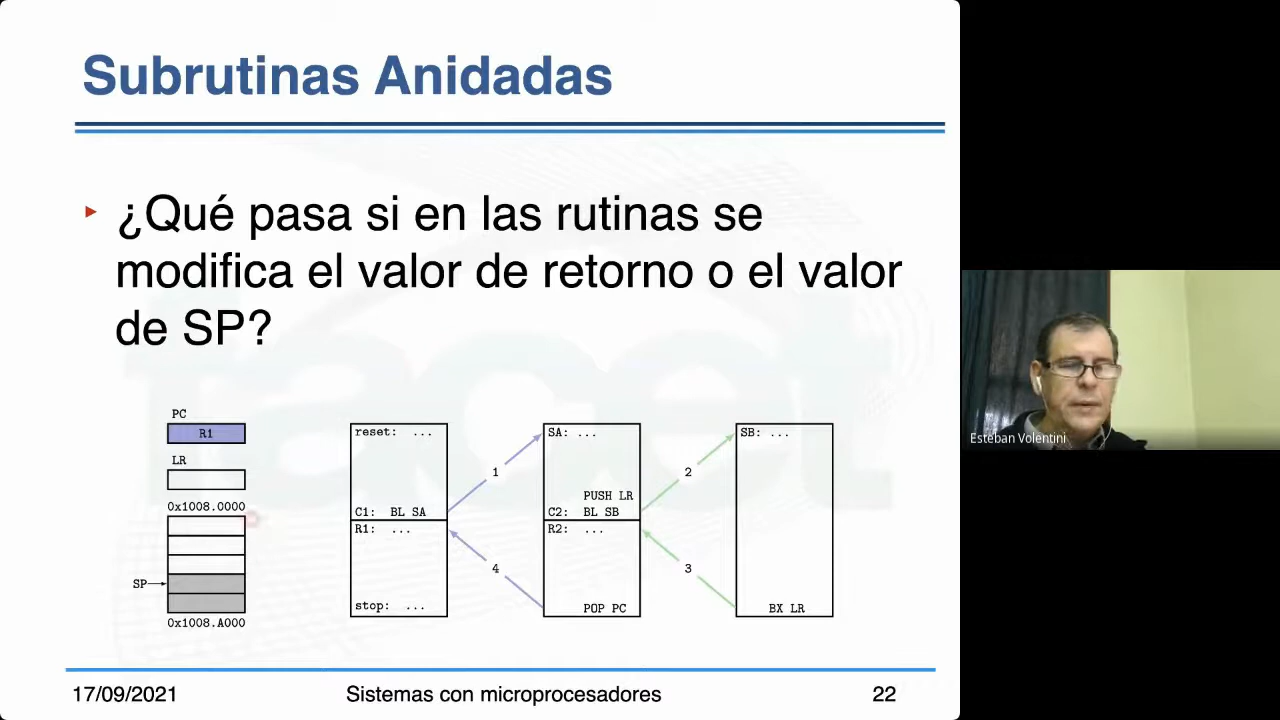 Subrutinas Anidadas
¿Qué pasa si en las rutinas se
modifica el valor de retorno o el valor
de SP?
PC
R1
LR
0x1008.0000
SP
0x1008.A000
reset: ...
C1: BL SA
R1: ...
stop: ...
1
4
SA: ...
PUSH LR
C2: BL SB
R2: ...
POP PC
2
3
SB: ...
BX LR
Esteban Volentini
17/09/2021
Sistemas con microprocesadores
22